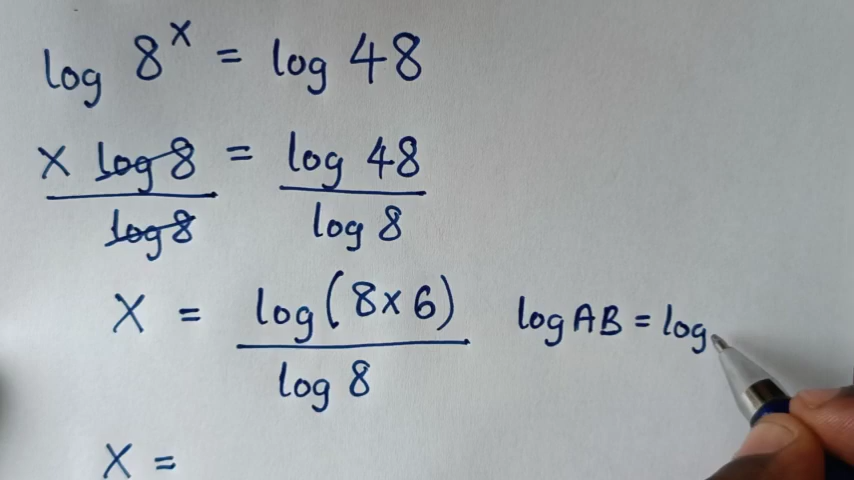 log 8^x = log 48
x log 8 / log 8 = log 48 / log 8
x = log(8×6) / log 8
log AB = log
x =